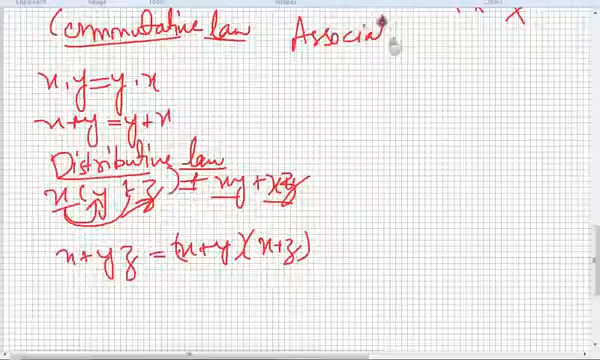 Commutative law Associa
x.y=y.x
x+y=y+x
Distributive law
x(y+z)=xy+xz
x+yz=(x+y)(x+z)